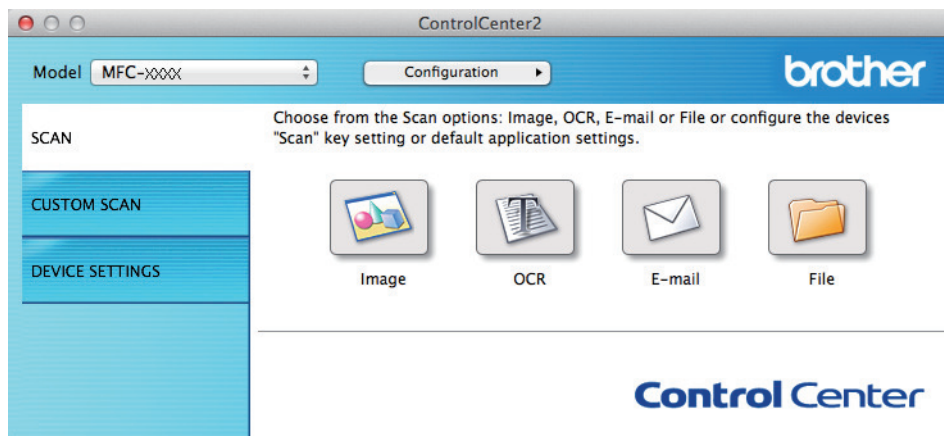 ControlCenter2
Model MFC-XXXX Configuration
brother
SCAN
CUSTOM SCAN
DEVICE SETTINGS
Choose from the Scan options: Image, OCR, E-mail or File or configure the devices
"Scan" key setting or default application settings.
Image OCR E-mail File
Control Center